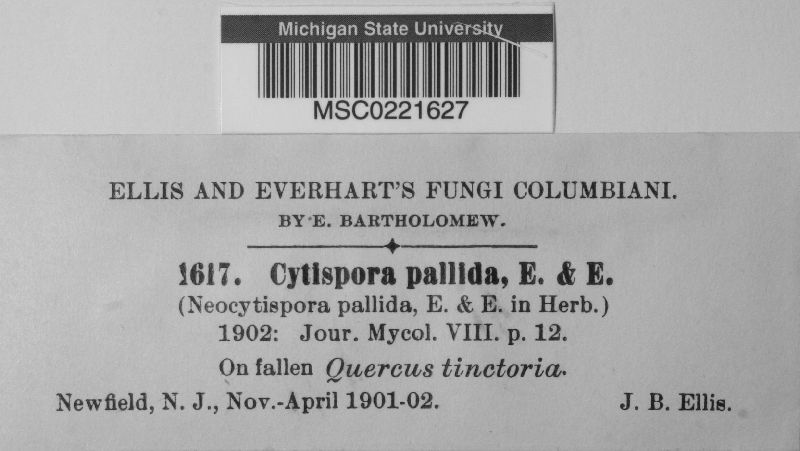 Michigan State University
MSC0221627
ELLIS AND EVERHART'S FUNGI COLUMBIANI.
BY E. BARTHOLOMEW.
1617. Cytispora pallida, E. & E.
(Neocytispora pallida, E. & E. in Herb.)
1902: Jour. Mycol. VIII. p. 12.
On fallen Quercus tinctoria.
Newfield, N. J., Nov.-April 1901-02. J. B. Ellis.